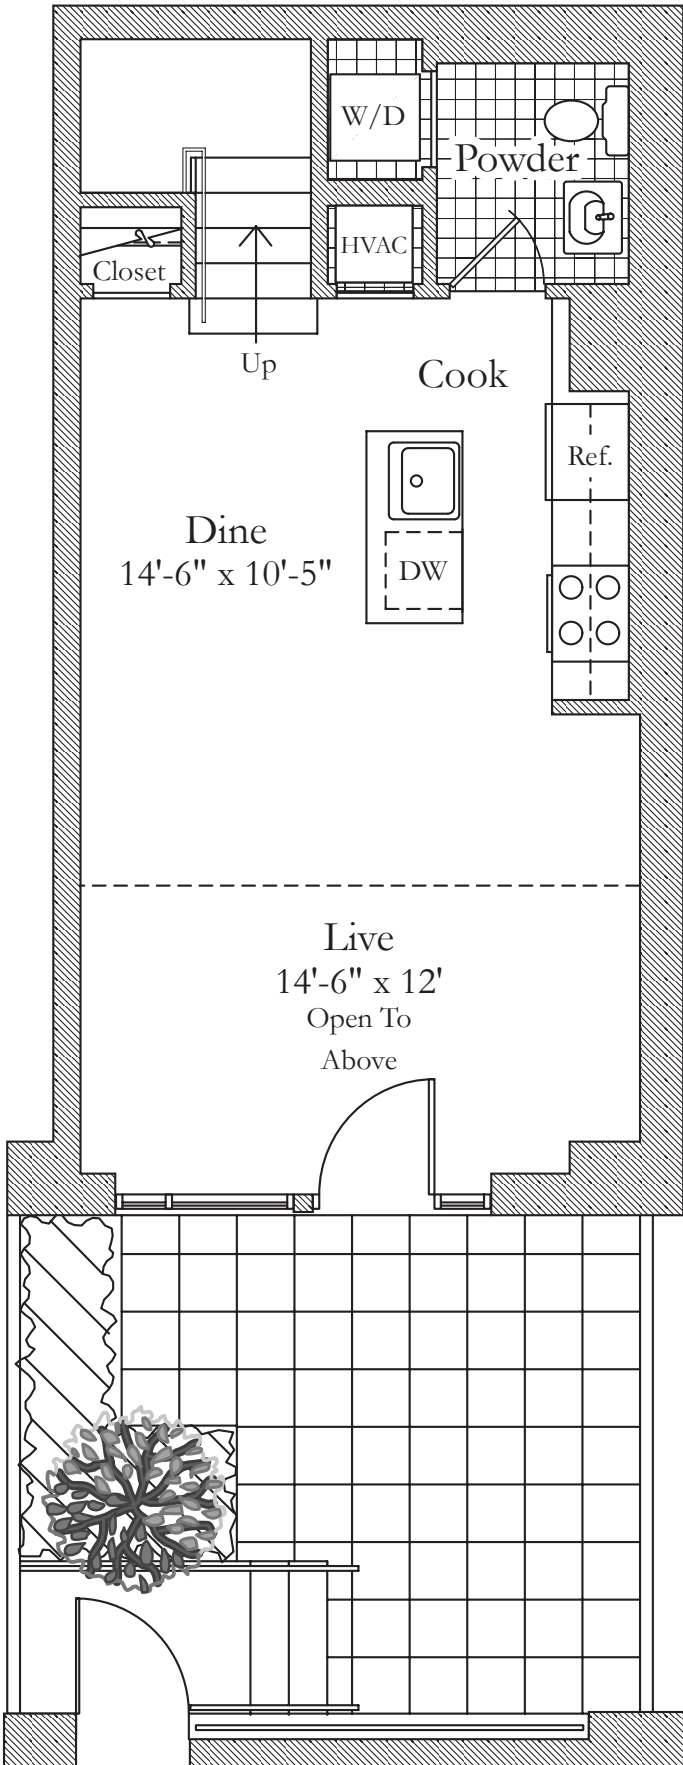 W/D
Powder
HVAC
Closet
Up
Cook
Ref.
Dine
14'-6" x 10'-5"
DW
Live
14'-6" x 12'
Open To
Above